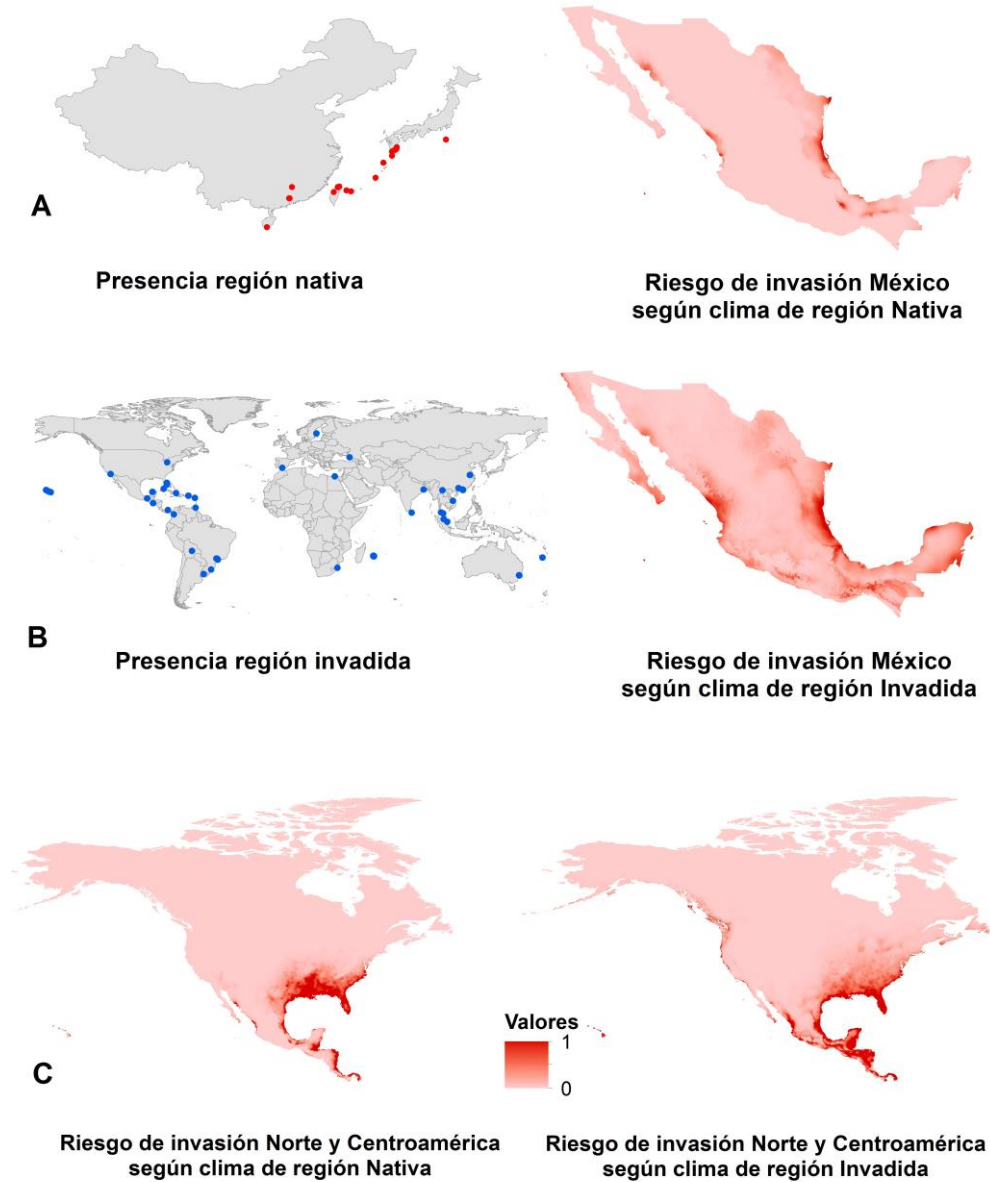 A
Presencia región nativa
Riesgo de invasión México
según clima de región Nativa
B
Presencia región invadida
Riesgo de invasión México
según clima de región Invadida
Valores
1
0
C
Riesgo de invasión Norte y Centroamérica
según clima de región Nativa
Riesgo de invasión Norte y Centroamérica
según clima de región Invadida